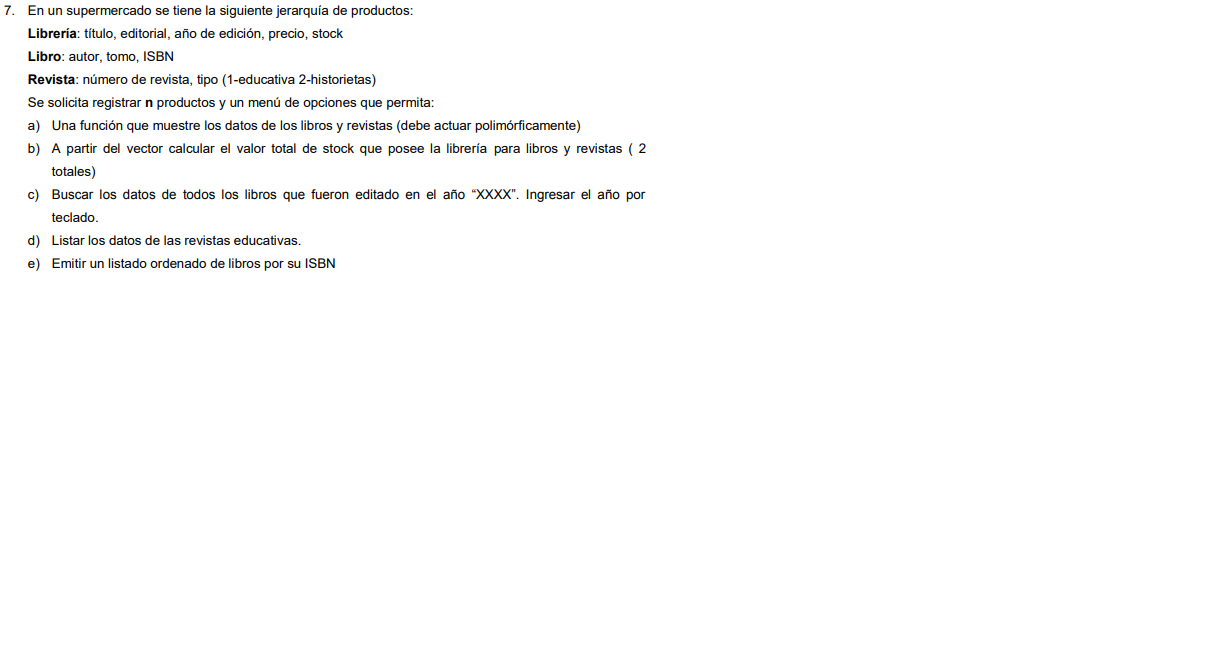 7. En un supermercado se tiene la siguiente jerarquía de productos:
Librería: título, editorial, año de edición, precio, stock
Libro: autor, tomo, ISBN
Revista: número de revista, tipo (1-educativa 2-historietas)
Se solicita registrar n productos y un menú de opciones que permita:
a) Una función que muestre los datos de los libros y revistas (debe actuar polimórficamente)
b) A partir del vector calcular el valor total de stock que posee la librería para libros y revistas ( 2
totales)
c) Buscar los datos de todos los libros que fueron editado en el año “XXXX”. Ingresar el año por
teclado.
d) Listar los datos de las revistas educativas.
e) Emitir un listado ordenado de libros por su ISBN